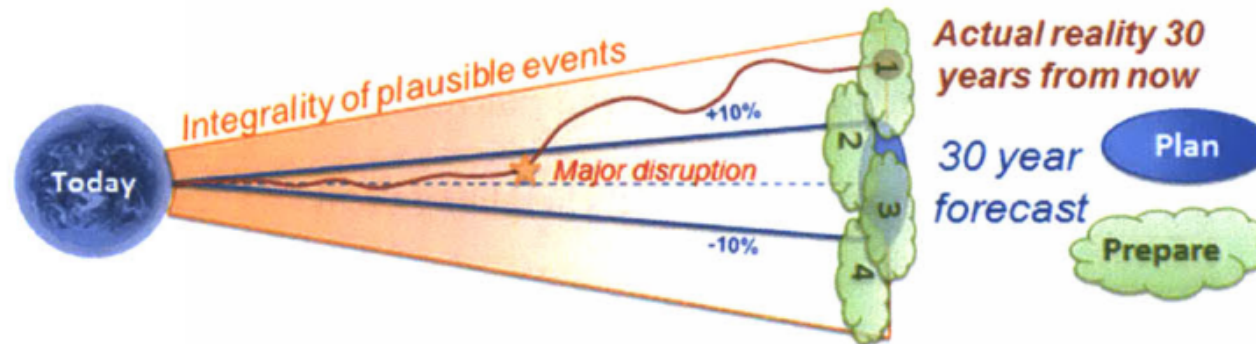 Integrality of plausible events
Today
+10%
Major disruption
-10%
1
2
3
4
Actual reality 30
years from now
30 year
forecast
Plan
Prepare